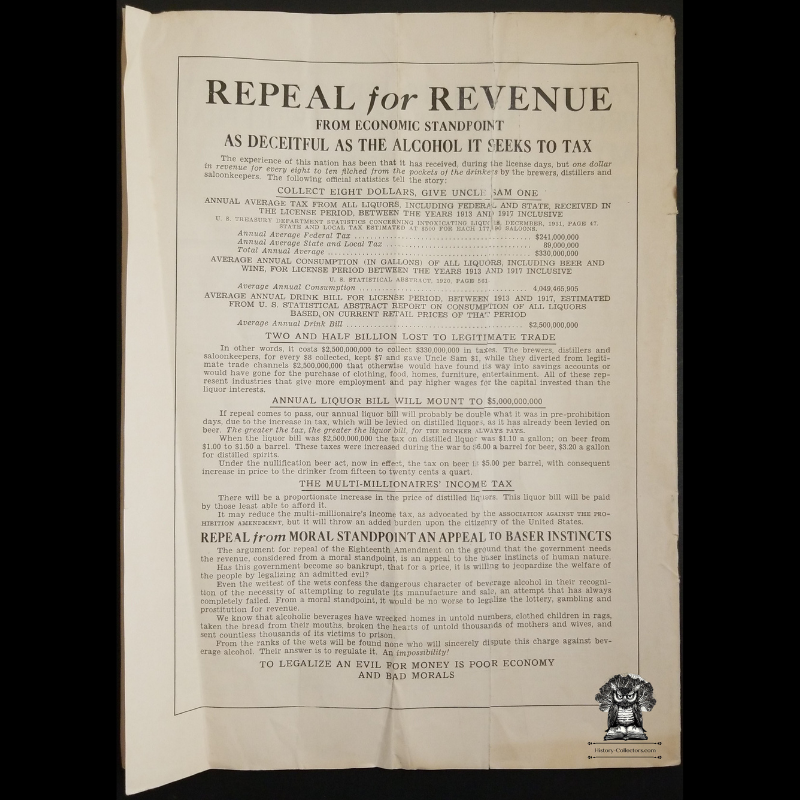 REPEAL for REVENUE
FROM ECONOMIC STANDPOINT
AS DECEITFUL AS THE ALCOHOL IT SEEKS TO TAX
The experience of this nation has been that it has received, during the license days, but one dollar
in revenue for every eight to ten filched from the pockets of the drinkers by the brewers, distillers and
saloonkeepers. The following official statistics tell the story:
COLLECT EIGHT DOLLARS, GIVE UNCLE SAM ONE
ANNUAL AVERAGE TAX FROM ALL LIQUORS, INCLUDING FEDERAL AND STATE, RECEIVED IN
THE LICENSE PERIOD, BETWEEN THE YEARS 1913 AND 1917 INCLUSIVE
U. S. TREASURY DEPARTMENT STATISTICS CONCERNING INTOXICATING LIQUORS, DECEMBER, 1931, PAGE 47.
STATE AND LOCAL TAX ESTIMATED AT $500 FOR EACH SALOONS.
Annual Average Federal Tax $241,000,000
Annual Average State and Local Tax 89,000,000
Total Annual Average $330,000,000
AVERAGE ANNUAL CONSUMPTION (IN GALLONS) OF ALL LIQUORS, INCLUDING BEER AND
WINE, FOR LICENSE PERIOD BETWEEN THE YEARS 1913 AND 1917 INCLUSIVE
U. S. STATISTICAL ABSTRACT, PAGE 561
Average Annual Consumption 4,049,465,905
AVERAGE ANNUAL DRINK BILL FOR LICENSE PERIOD, BETWEEN 1913 AND 1917, ESTIMATED
FROM U. S. STATISTICAL ABSTRACT REPORT ON CONSUMPTION OF ALL LIQUORS
BASED, ON CURRENT RETAIL PRICES OF THAT PERIOD
Average Annual Drink Bill $2,500,000,000
TWO AND HALF BILLION LOST TO LEGITIMATE TRADE
In other words, it costs $2,500,000,000 to collect $330,000,000 in taxes. The brewers, distillers and
saloonkeepers, for every $8 collected, kept $7 and gave Uncle Sam $1, while they diverted from legiti-
mate trade channels $2,500,000,000 that otherwise would have found its way into savings accounts or
would have gone for the purchase of clothing, food, homes, furniture, entertainment. All of these rep-
resent industries that give more employment and pay higher wages for the capital invested than the
liquor interests.
ANNUAL LIQUOR BILL WILL MOUNT TO $5,000,000,000
If repeal comes to pass, our annual liquor bill will probably be double what it was in pre-prohibition
days, due to the increase in tax, which will be levied on distilled liquors, as it has already been levied on
beer. The greater the tax, the greater the liquor bill, for THE DRINKER ALWAYS PAYS.
When the liquor bill was $2,500,000,000 the tax on distilled liquor was $1.10 a gallon; on beer from
$1.00 to $1.50 a barrel. These taxes were increased during the war to $6.00 a barrel for beer, $3.20 a gallon
for distilled spirits.
Under the nullification beer act, now in effect, the tax on beer is $5.00 per barrel, with consequent
increase in price to the drinker from fifteen to twenty cents a quart.
THE MULTI-MILLIONAIRES' INCOME TAX
There will be a proportionate increase in the price of distilled liquors. This liquor bill will be paid
by those least able to afford it.
It may reduce the multi-millionaire's income tax, as advocated by the ASSOCIATION AGAINST THE PRO-
HIBITION AMENDMENT, but it will throw an added burden upon the citizenry of the United States.
REPEAL from MORAL STANDPOINT AN APPEAL TO BASER INSTINCTS
The argument for repeal of the Eighteenth Amendment on the ground that the government needs
the revenue, considered from a moral standpoint, is an appeal to the baser instincts of human nature.
Has this government become so bankrupt, that for a price, it is willing to jeopardize the welfare of
the people by legalizing an admitted evil?
Even the wettest of the wets confess the dangerous character of beverage alcohol in their recogni-
tion of the necessity of attempting to regulate its manufacture and sale, an attempt that has always
completely failed. From a moral standpoint, it would be no worse to legalize the lottery, gambling and
prostitution for revenue.
We know that alcoholic beverages have wrecked homes in untold numbers, clothed children in rags,
taken the bread from their mouths, broken the hearts of untold thousands of mothers and wives, and
sent countless thousands of its victims to prison.
From the ranks of the wets will be found none who will sincerely dispute this charge against bev-
erage alcohol. Their answer is to regulate it. An impossibility!
TO LEGALIZE AN EVIL FOR MONEY IS POOR ECONOMY
AND BAD MORALS
History-Collectors.com